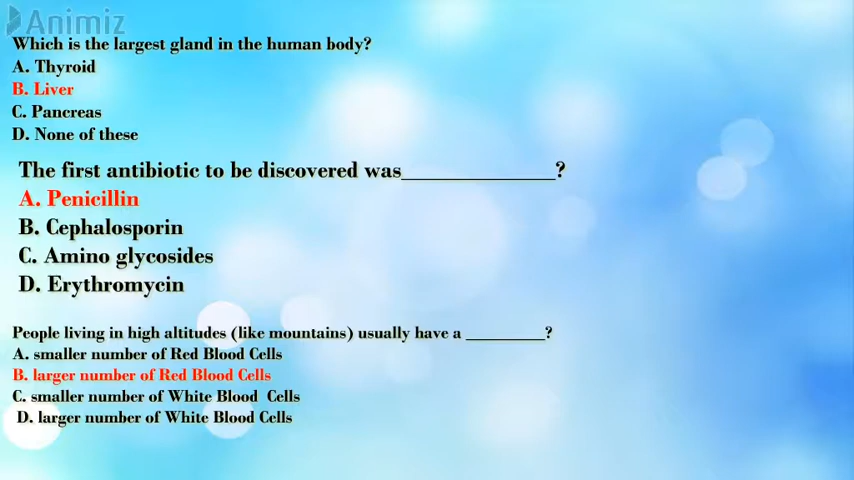 Animiz
Which is the largest gland in the human body?
A. Thyroid
B. Liver
C. Pancreas
D. None of these
The first antibiotic to be discovered was______________?
A. Penicillin
B. Cephalosporin
C. Amino glycosides
D. Erythromycin
People living in high altitudes (like mountains) usually have a _________?
A. smaller number of Red Blood Cells
B. larger number of Red Blood Cells
C. smaller number of White Blood Cells
D. larger number of White Blood Cells